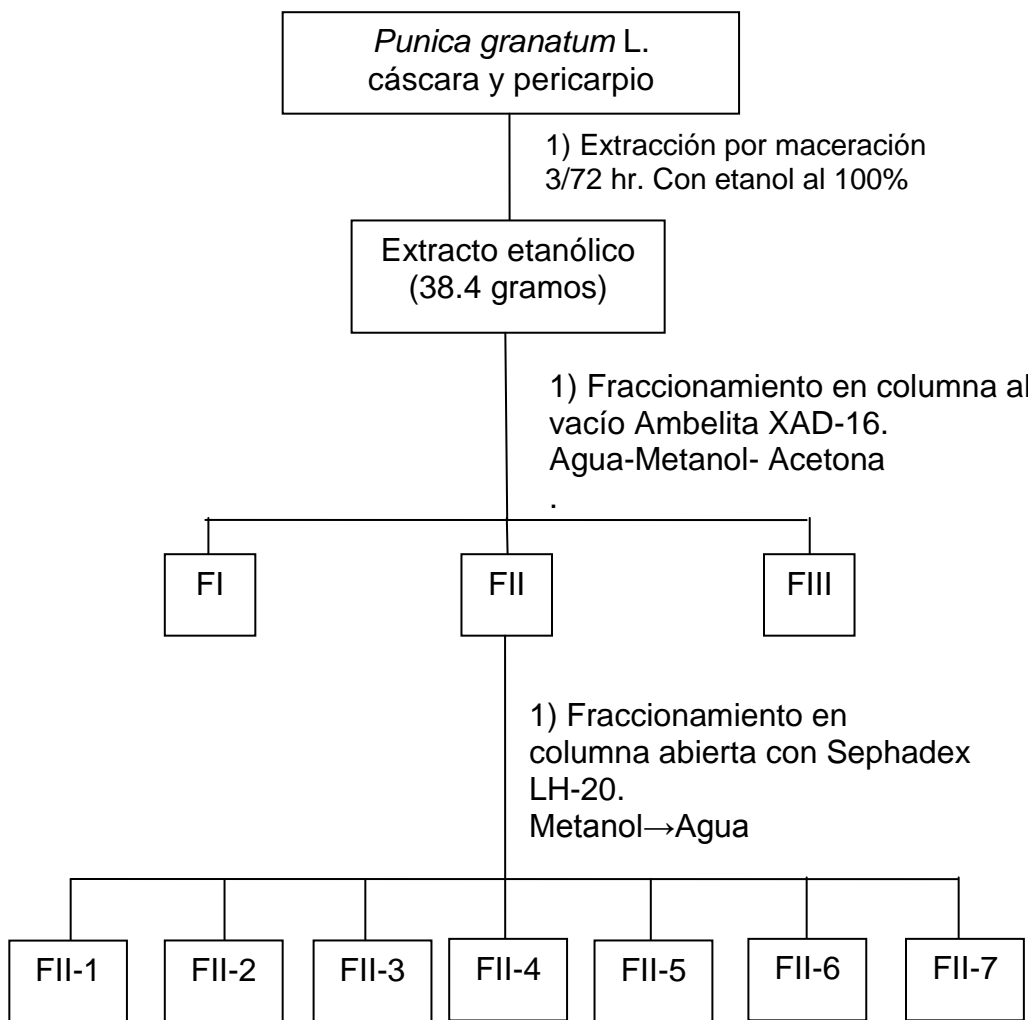 Punica granatum L.
cáscara y pericarpio
1) Extracción por maceración
3/72 hr. Con etanol al 100%
Extracto etanólico
(38.4 gramos)
1) Fraccionamiento en columna al
vacío Ambelita XAD-16.
Agua-Metanol- Acetona
.
FI
FII
FIII
1) Fraccionamiento en
columna abierta con Sephadex
LH-20.
Metanol→Agua
FII-1
FII-2
FII-3
FII-4
FII-5
FII-6
FII-7